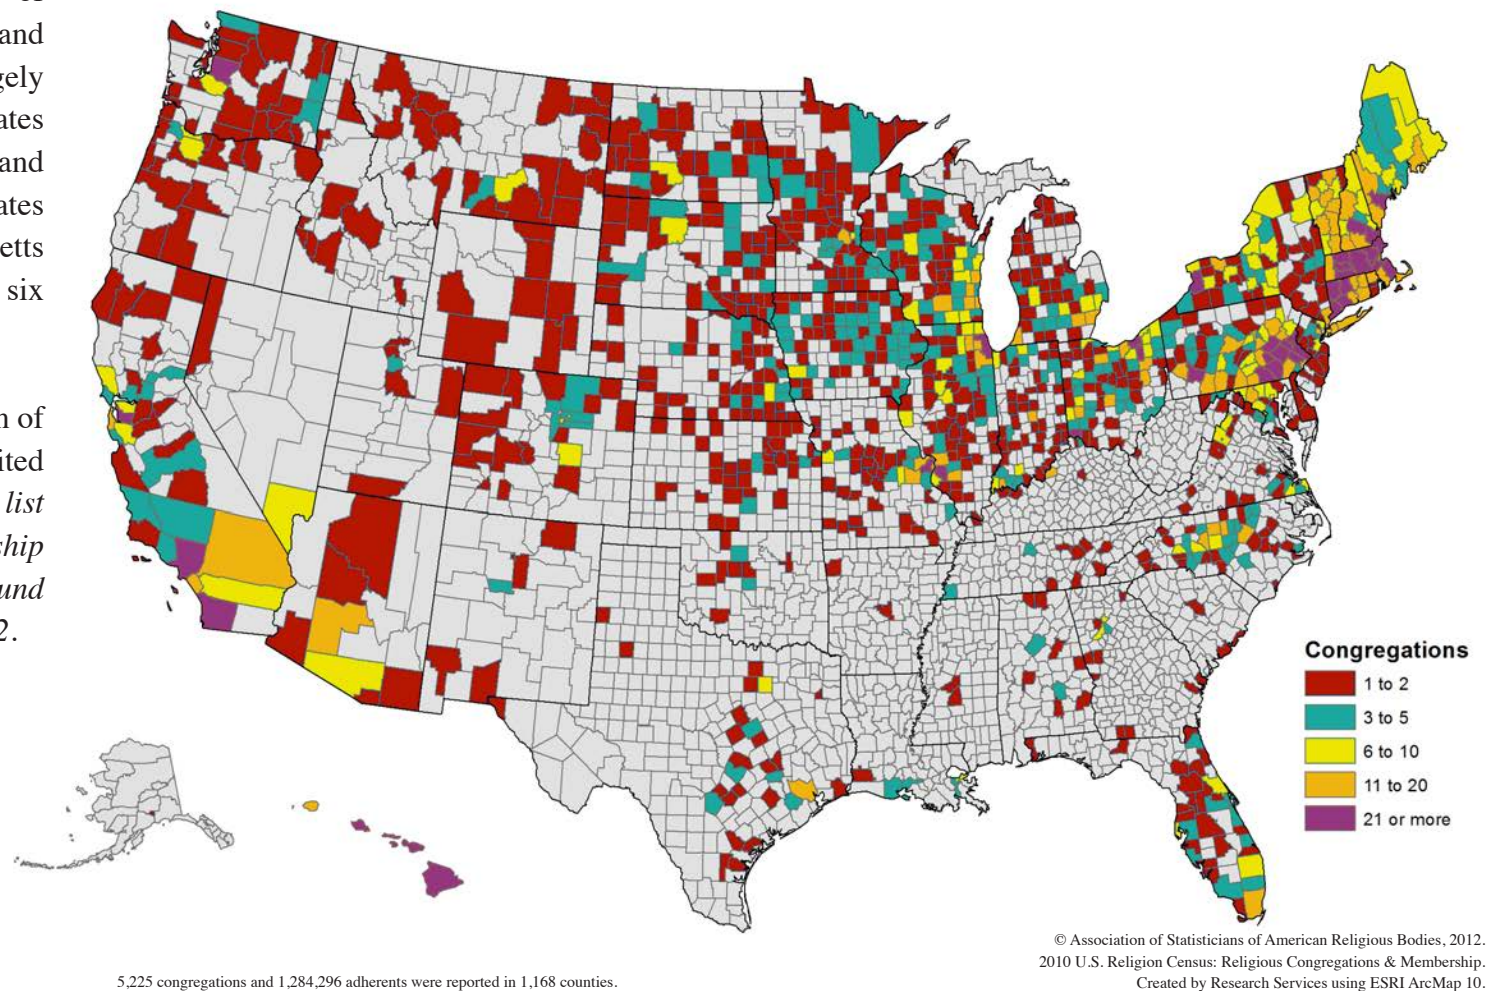 and
gely
ates
and
ates
etts
six
n of
ited
list
ship
und
2.
Congregations
1 to 2
3 to 5
6 to 10
11 to 20
21 or more
© Association of Statisticians of American Religious Bodies, 2012.
2010 U.S. Religion Census: Religious Congregations & Membership.
5,225 congregations and 1,284,296 adherents were reported in 1,168 counties.
Created by Research Services using ESRI ArcMap 10.